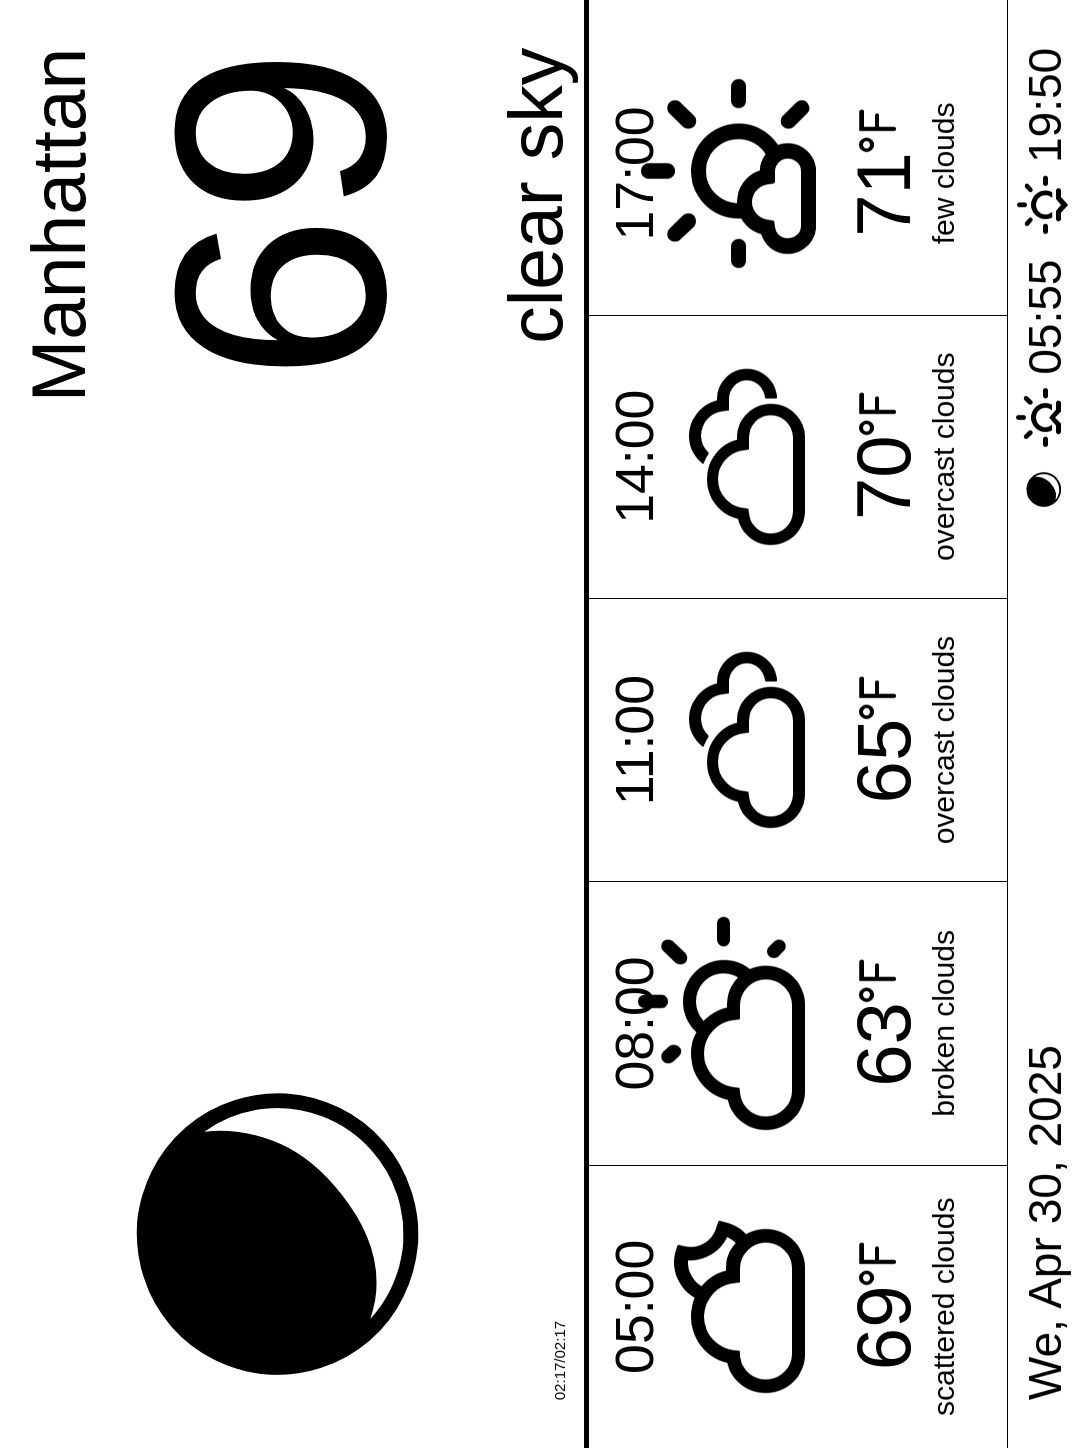 Manhattan
69
02:17/02:17 clear sky
05:00 08:00 11:00 14:00 17:00
69°F 63°F 65°F 70°F 71°F
scattered clouds broken clouds overcast clouds overcast clouds few clouds
We, Apr 30, 2025 05:55 19:50